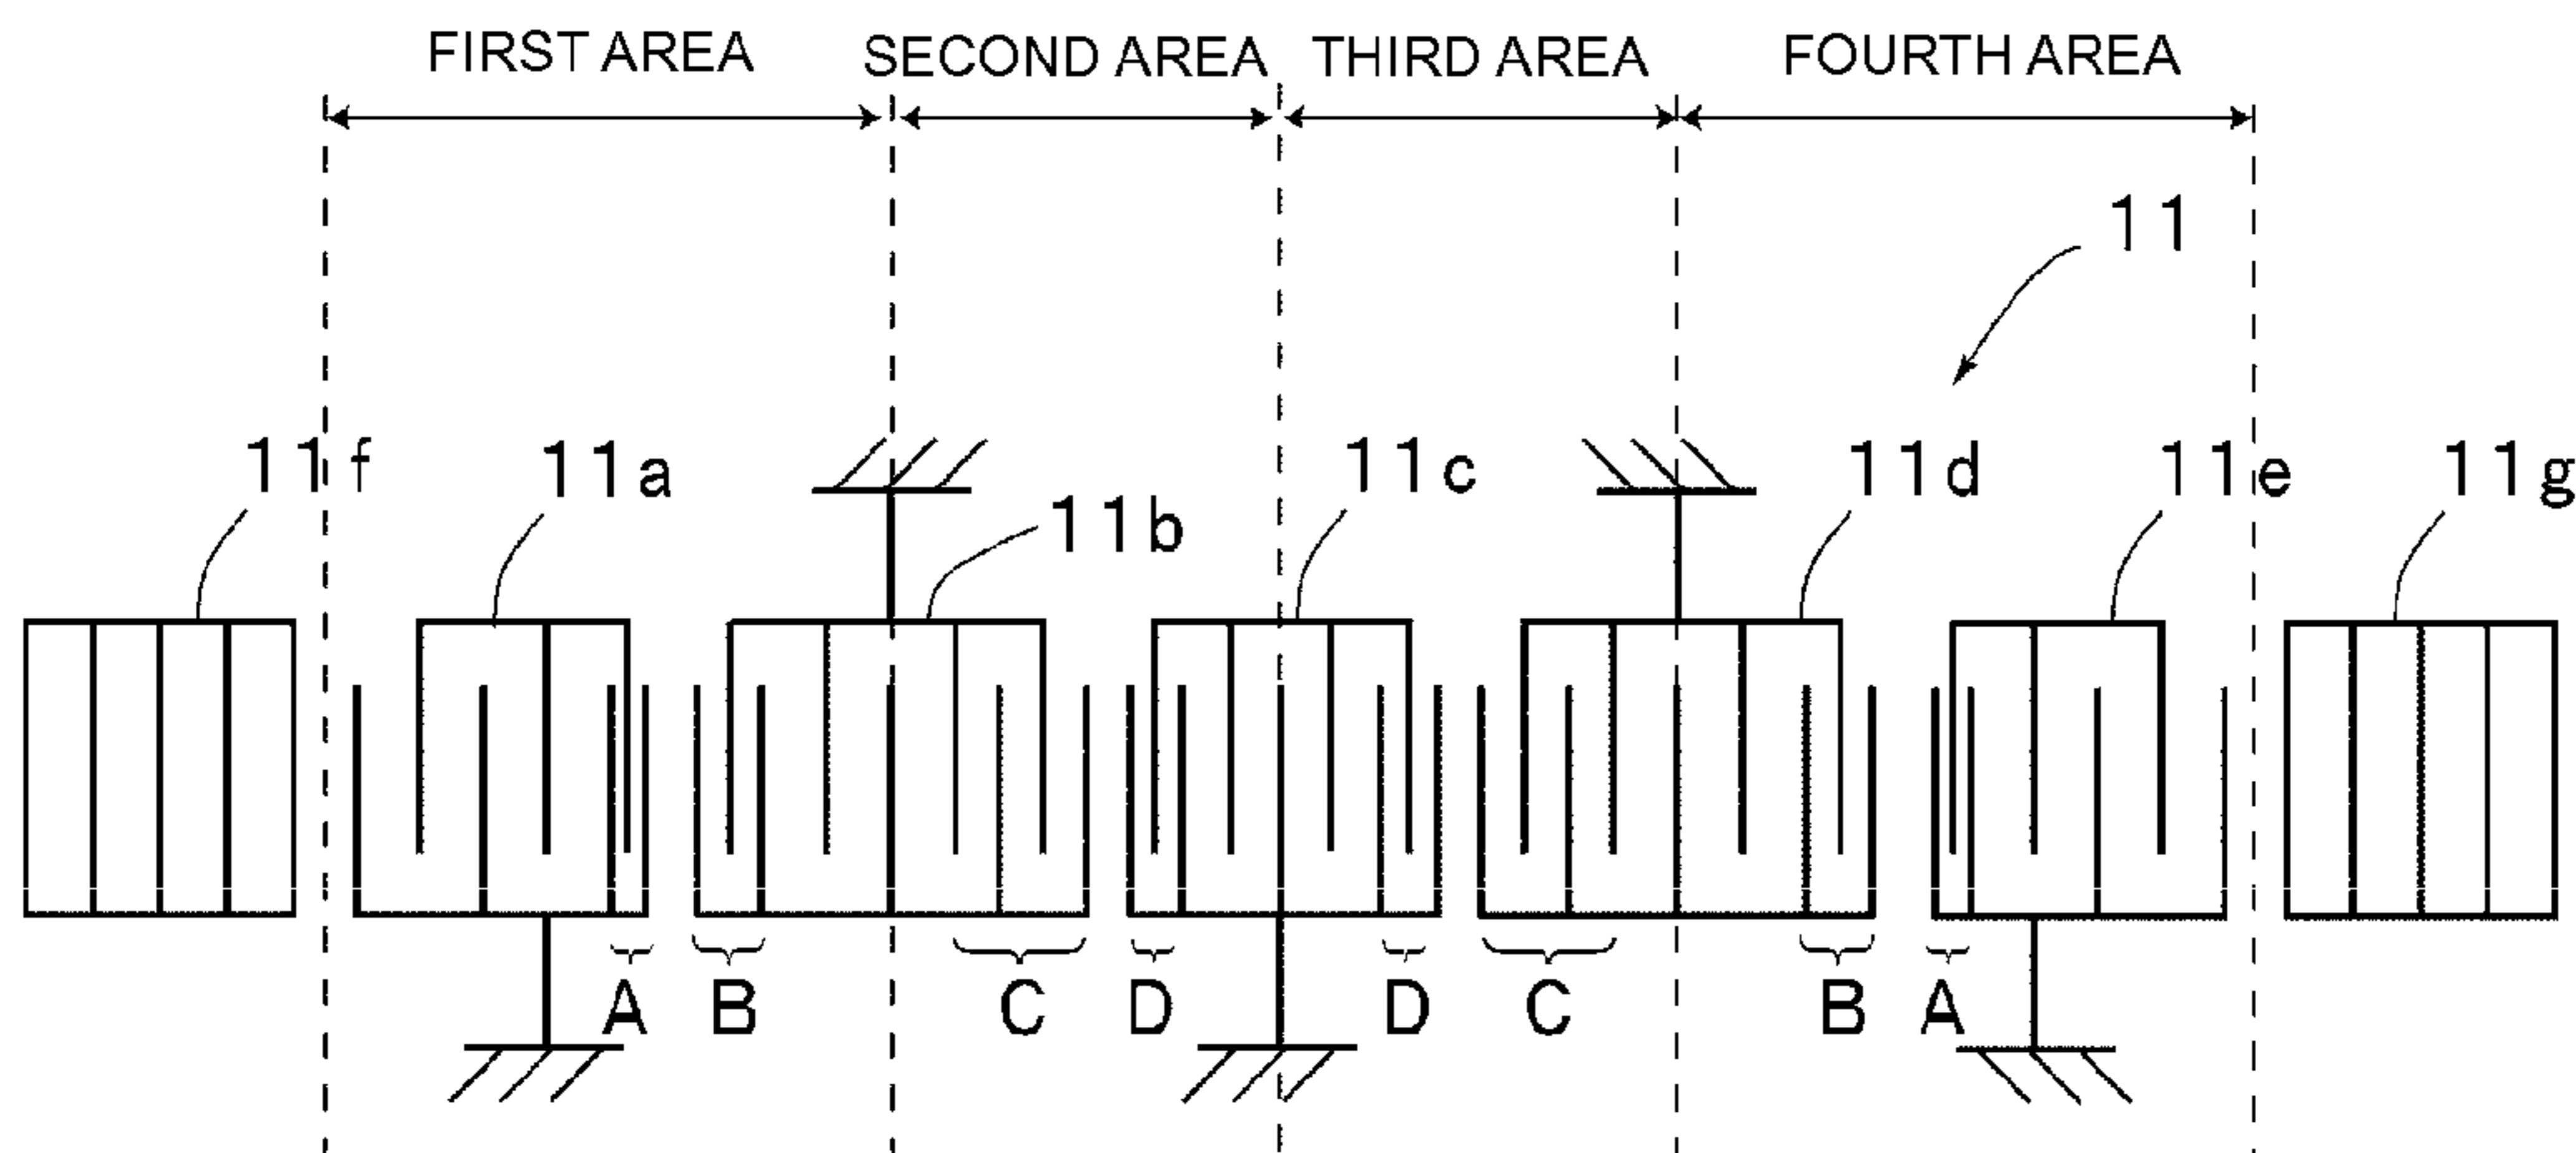 FIRST AREA SECOND AREA THIRD AREA FOURTH AREA
11
11f 11a 11b 11c 11d 11e 11g
A B C D D C B A